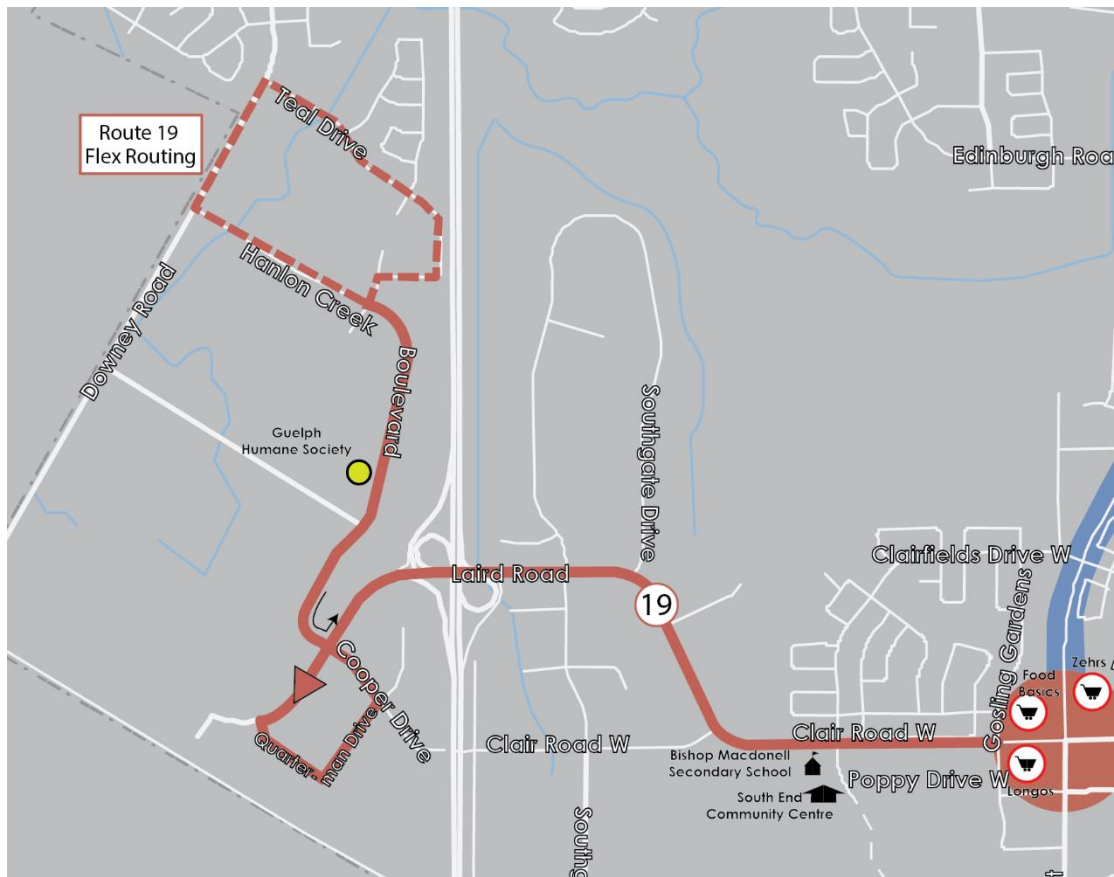 Teal Drive
Route 19
Flex Routing
Edinburgh Roa
Hanlon Creek
Downey Road
Boulevard
Guelph
Humane Society
Southgate Drive
Clairfields Drive W
Laird Road
19
Gosling Gardens
Cooper Drive
Food
Basics
Zehrs
Quarter-
man Drive
Clair Road W
Clair Road W
Bishop Macdonell
Secondary School
Poppy Drive W
Longos
South End
Community Centre
Southg